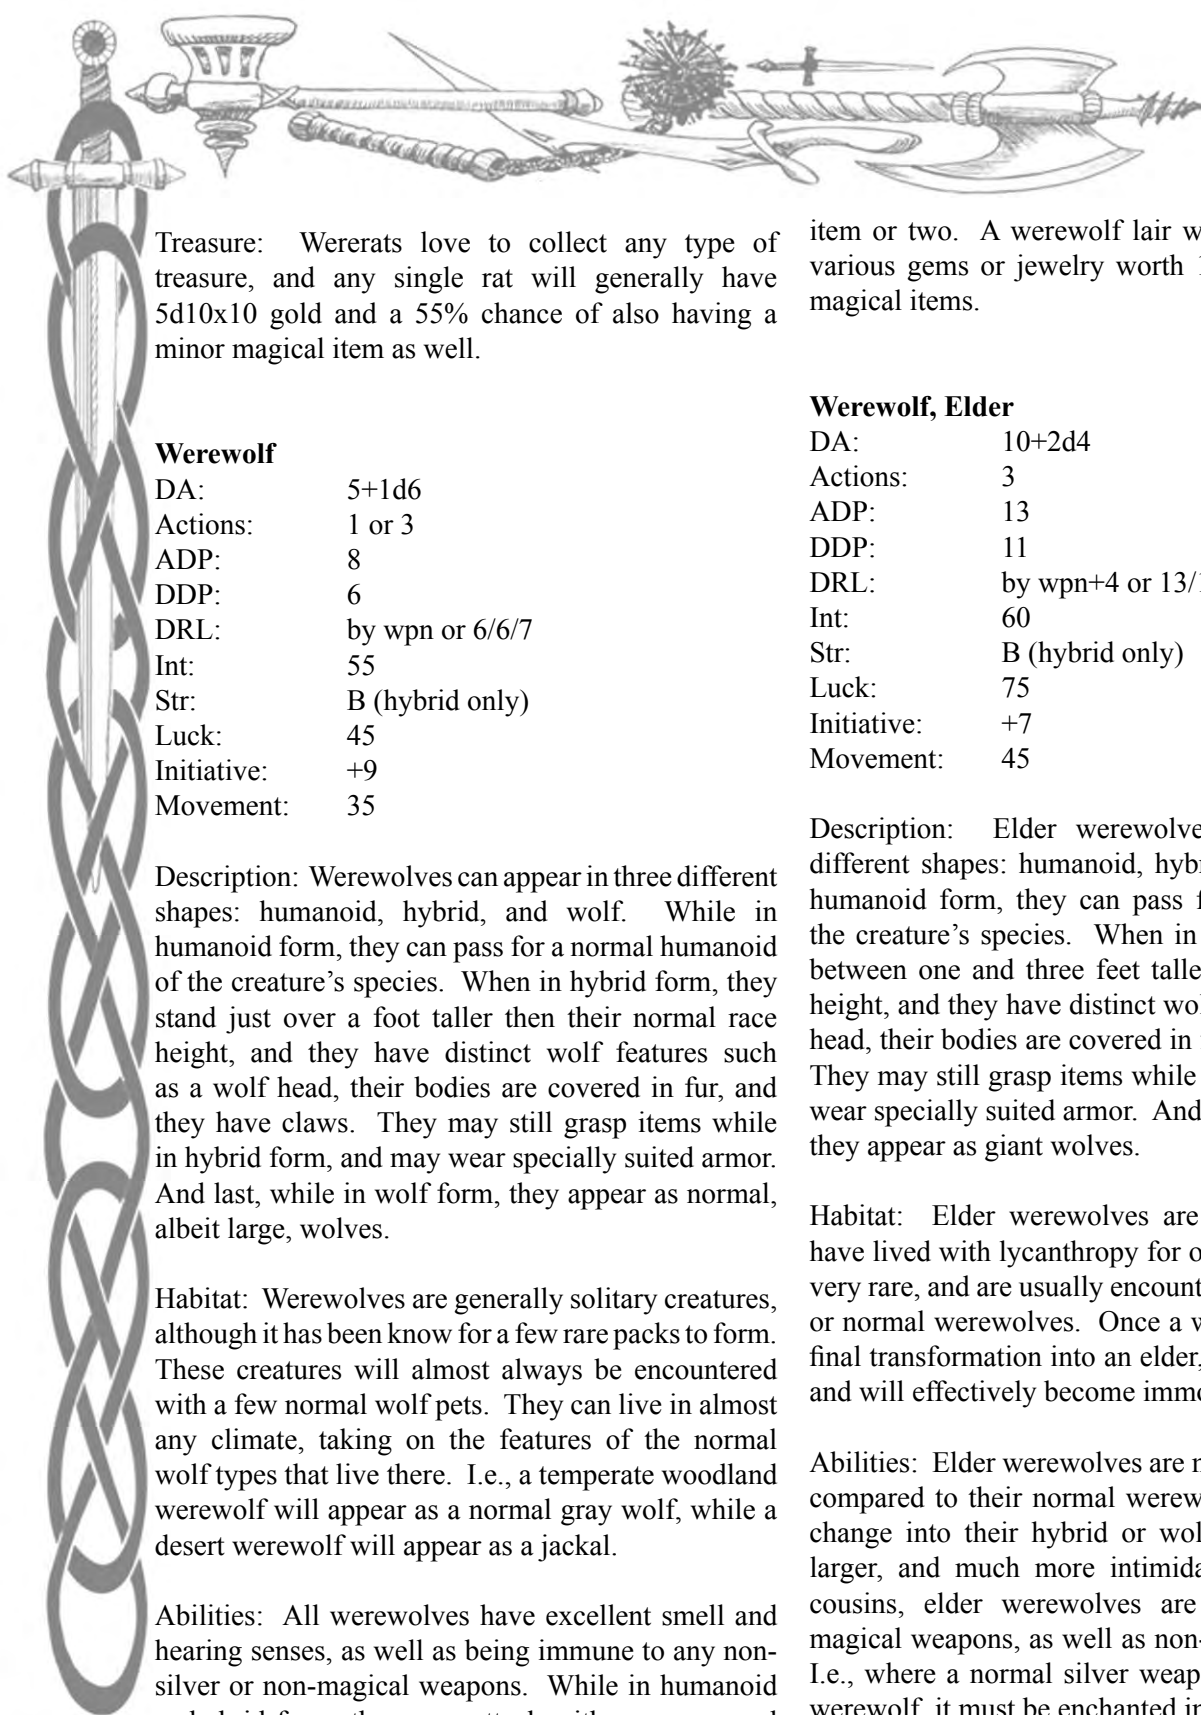 Treasure: Wererats love to collect any type of
treasure, and any single rat will generally have
5d10x10 gold and a 55% chance of also having a
minor magical item as well.
Werewolf
DA: 5+1d6
Actions: 1 or 3
ADP: 8
DDP: 6
DRL: by wpn or 6/6/7
Int: 55
Str: B (hybrid only)
Luck: 45
Initiative: +9
Movement: 35
Description: Werewolves can appear in three different
shapes: humanoid, hybrid, and wolf. While in
humanoid form, they can pass for a normal humanoid
of the creature’s species. When in hybrid form, they
stand just over a foot taller then their normal race
height, and they have distinct wolf features such
as a wolf head, their bodies are covered in fur, and
they have claws. They may still grasp items while
in hybrid form, and may wear specially suited armor.
And last, while in wolf form, they appear as normal,
albeit large, wolves.
Habitat: Werewolves are generally solitary creatures,
although it has been know for a few rare packs to form.
These creatures will almost always be encountered
with a few normal wolf pets. They can live in almost
any climate, taking on the features of the normal
wolf types that live there. I.e., a temperate woodland
werewolf will appear as a normal gray wolf, while a
desert werewolf will appear as a jackal.
Abilities: All werewolves have excellent smell and
hearing senses, as well as being immune to any non-
silver or non-magical weapons. While in humanoid
item or two. A werewolf lair
various gems or jewelry worth
magical items.
Werewolf, Elder
DA: 10+2d4
Actions: 3
ADP: 13
DDP: 11
DRL: by wpn+4 or 13/
Int: 60
Str: B (hybrid only)
Luck: 75
Initiative: +7
Movement: 45
Description: Elder
different shapes: humanoid,
humanoid form, they can pass
the creature’s species. When in
between one and three feet
height, and they have distinct
head, their bodies are covered in
They may still grasp items while
wear specially suited armor. And
they appear as giant wolves.
Habitat: Elder werewolves are
have lived with lycanthropy for
very rare, and are usually
or normal werewolves. Once a
final transformation into an elder,
and will effectively become
Abilities: Elder werewolves are
compared to their normal
change into their hybrid or
larger, and much more
cousins, elder werewolves are
magical weapons, as well as
I.e., where a normal silver
werewolf, it must be enchanted